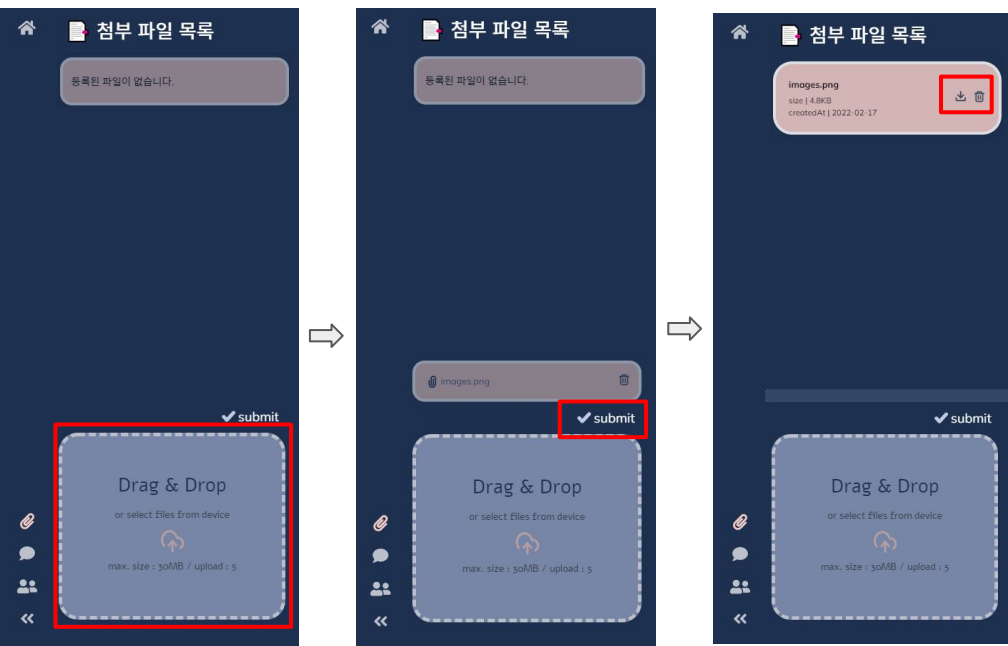 첨부 파일 목록
등록된 파일이 없습니다.
submit
Drag & Drop
or select files from device
max. size : 30MB / upload : 5
첨부 파일 목록
등록된 파일이 없습니다.
images.png
submit
Drag & Drop
or select files from device
max. size : 30MB / upload : 5
첨부 파일 목록
images.png
size | 4.8KB
createdAt | 2022-02-17
submit
Drag & Drop
or select files from device
max. size : 30MB / upload : 5